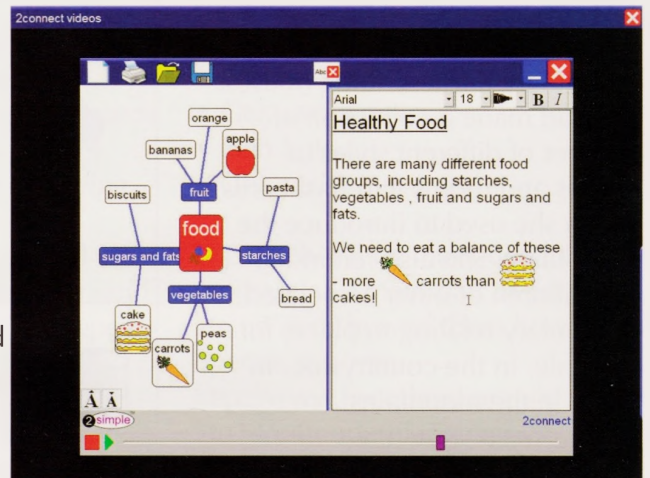 2connect videos
Abc
Arial
18
B I
Healthy Food
There are many different food
groups, including starches,
vegetables , fruit and sugars and
fats.
We need to eat a balance of these
- more carrots than
cakes!
orange
apple
bananas
fruit
pasta
biscuits
food
sugars and fats
starches
vegetables
bread
cake
peas
carrots
Â Ǎ
2simple
2connect